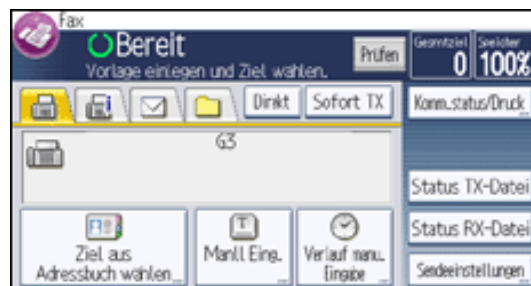 Fax
Bereit
Vorlage einlegen und Ziel wählen.
Prüfen
Gesamtziel Speicher
0 100%
Direkt Sofort TX
Komm.status/Druck
G3
Status TX-Datei
Status RX-Datei
Ziel aus
Adressbuch wählen
Manll Eing.
Verlauf manu.
Eingabe
Sendeeinstellungen